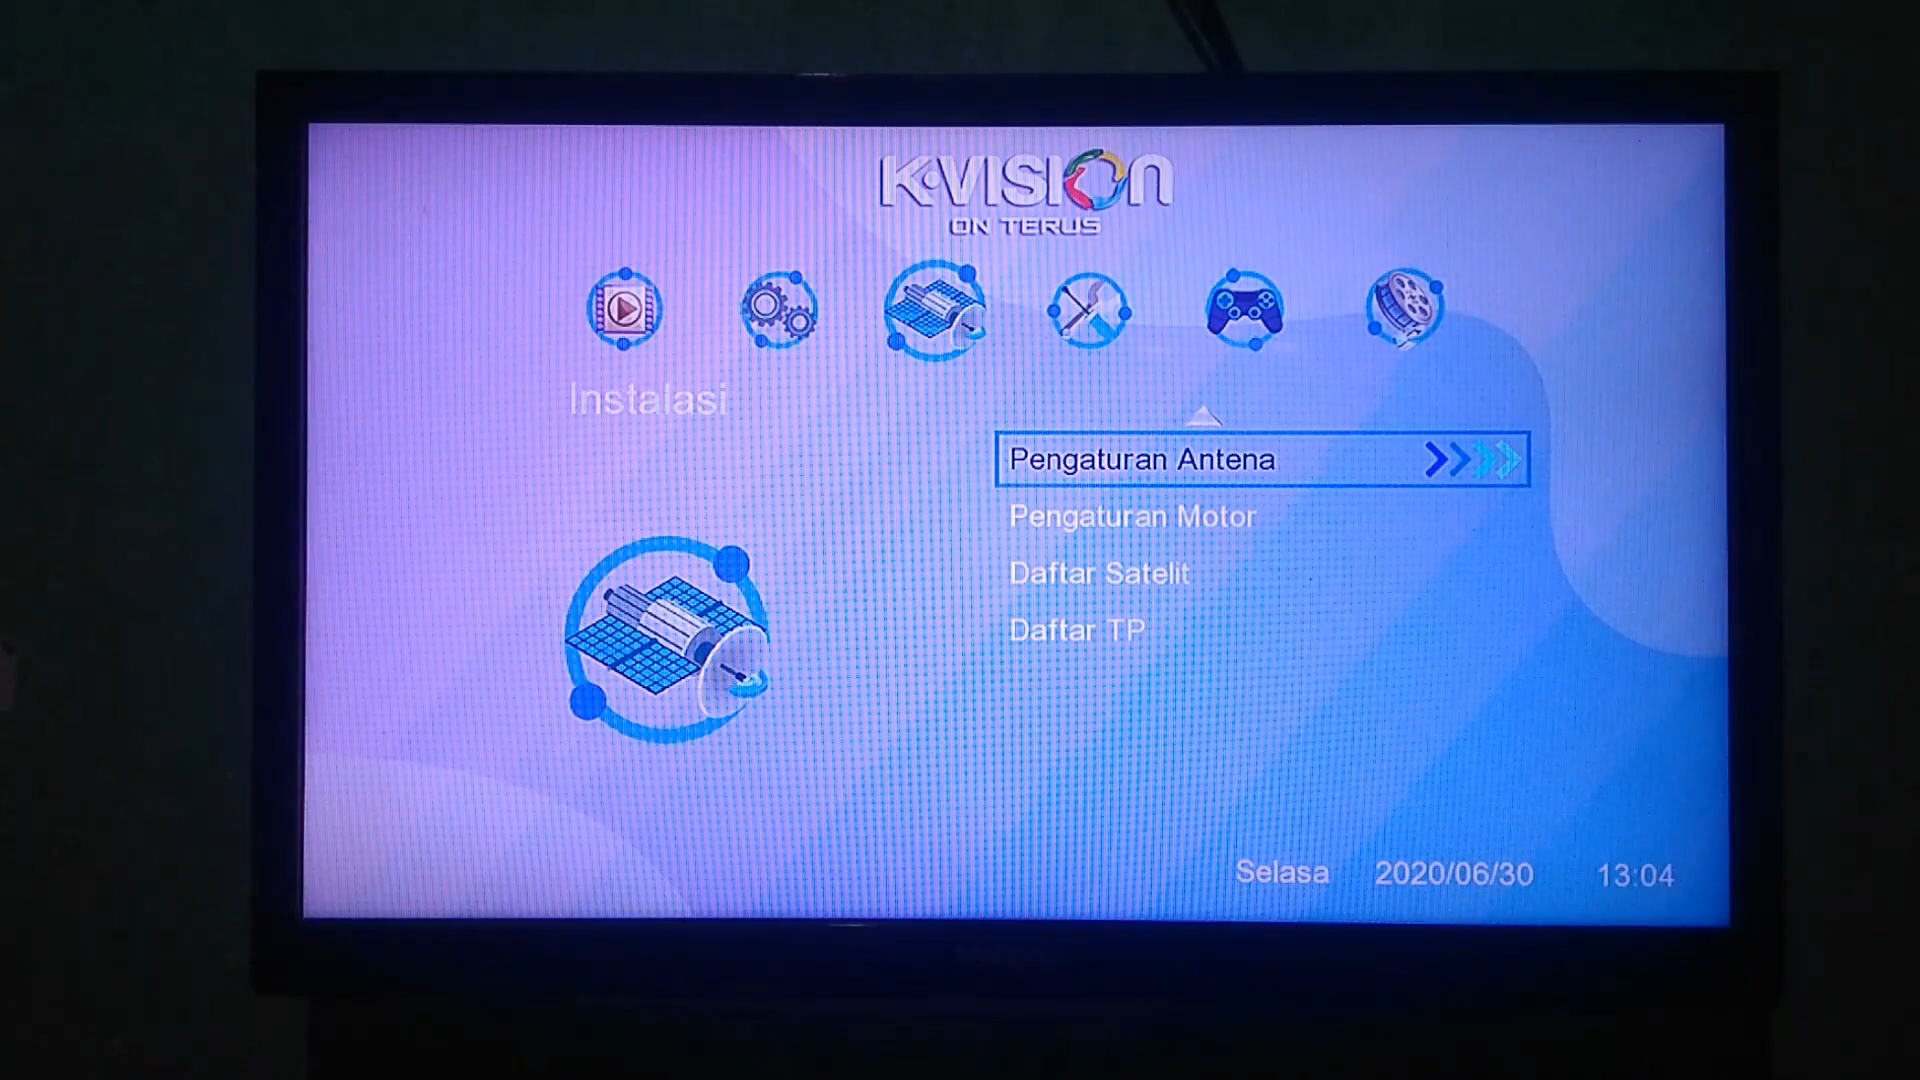 K-VISION
ON TERUS
Instalasi
Pengaturan Antena
Pengaturan Motor
Daftar Satelit
Daftar TP
Selasa 2020/06/30 13:04